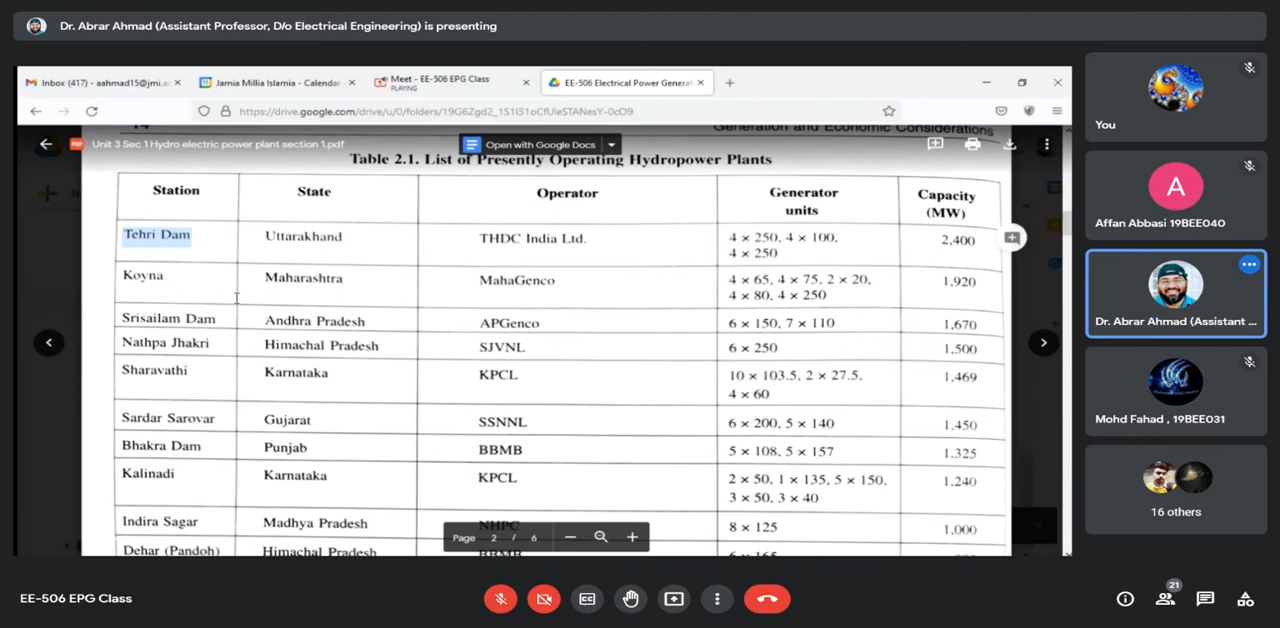 Dr. Abrar Ahmad (Assistant Professor, D/o Electrical Engineering) is presenting
Inbox (417) - aahmad15@jmi.a
Jamia Millia Islamia - Calendar
Meet - EE-506 EPG Class
PLAYING
EE-506 Electrical Power Genera
https://drive.google.com/drive/u/0/folders/19G6Zgd2_1S1I31oCfUIeSTANesY-0cO9
Generation and Economic Considerations
Unit 3 Sec 1 Hydro electric power plant section 1.pdf
Open with Google Docs
Table 2.1. List of Presently Operating Hydropower Plants
Station State Operator Generator units Capacity (MW)
Tehri Dam Uttarakhand THDC India Ltd. 4 × 250, 4 × 100, 2,400
4 × 250
Koyna Maharashtra MahaGenco 4 × 65, 4 × 75, 2 × 20, 1,920
4 × 80, 4 × 250
Srisailam Dam Andhra Pradesh APGenco 6 × 150, 7 × 110 1,670
Nathpa Jhakri Himachal Pradesh SJVNL 6 × 250 1,500
Sharavathi Karnataka KPCL 10 × 103.5, 2 × 27.5, 1,469
4 × 60
Sardar Sarovar Gujarat SSNNL 6 × 200, 5 × 140 1,450
Bhakra Dam Punjab BBMB 5 × 108, 5 × 157 1,325
Kalinadi Karnataka KPCL 2 × 50, 1 × 135, 5 × 150, 1,240
3 × 50, 3 × 40
Indira Sagar Madhya Pradesh NHPC 8 × 125 1,000
Dehar (Pandoh) Himachal Pradesh BBMB 6 × 165
Page 2 / 6
You
A
Affan Abbasi 19BEE040
Dr. Abrar Ahmad (Assistant ...
Mohd Fahad , 19BEE031
16 others
EE-506 EPG Class
21